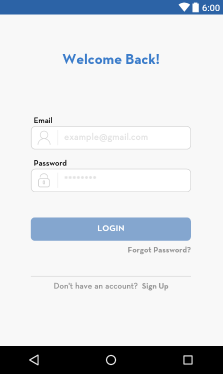 6:00
Welcome Back!
Email
example@gmail.com
Password
********
LOGIN
Forgot Password?
Don't have an account? Sign Up